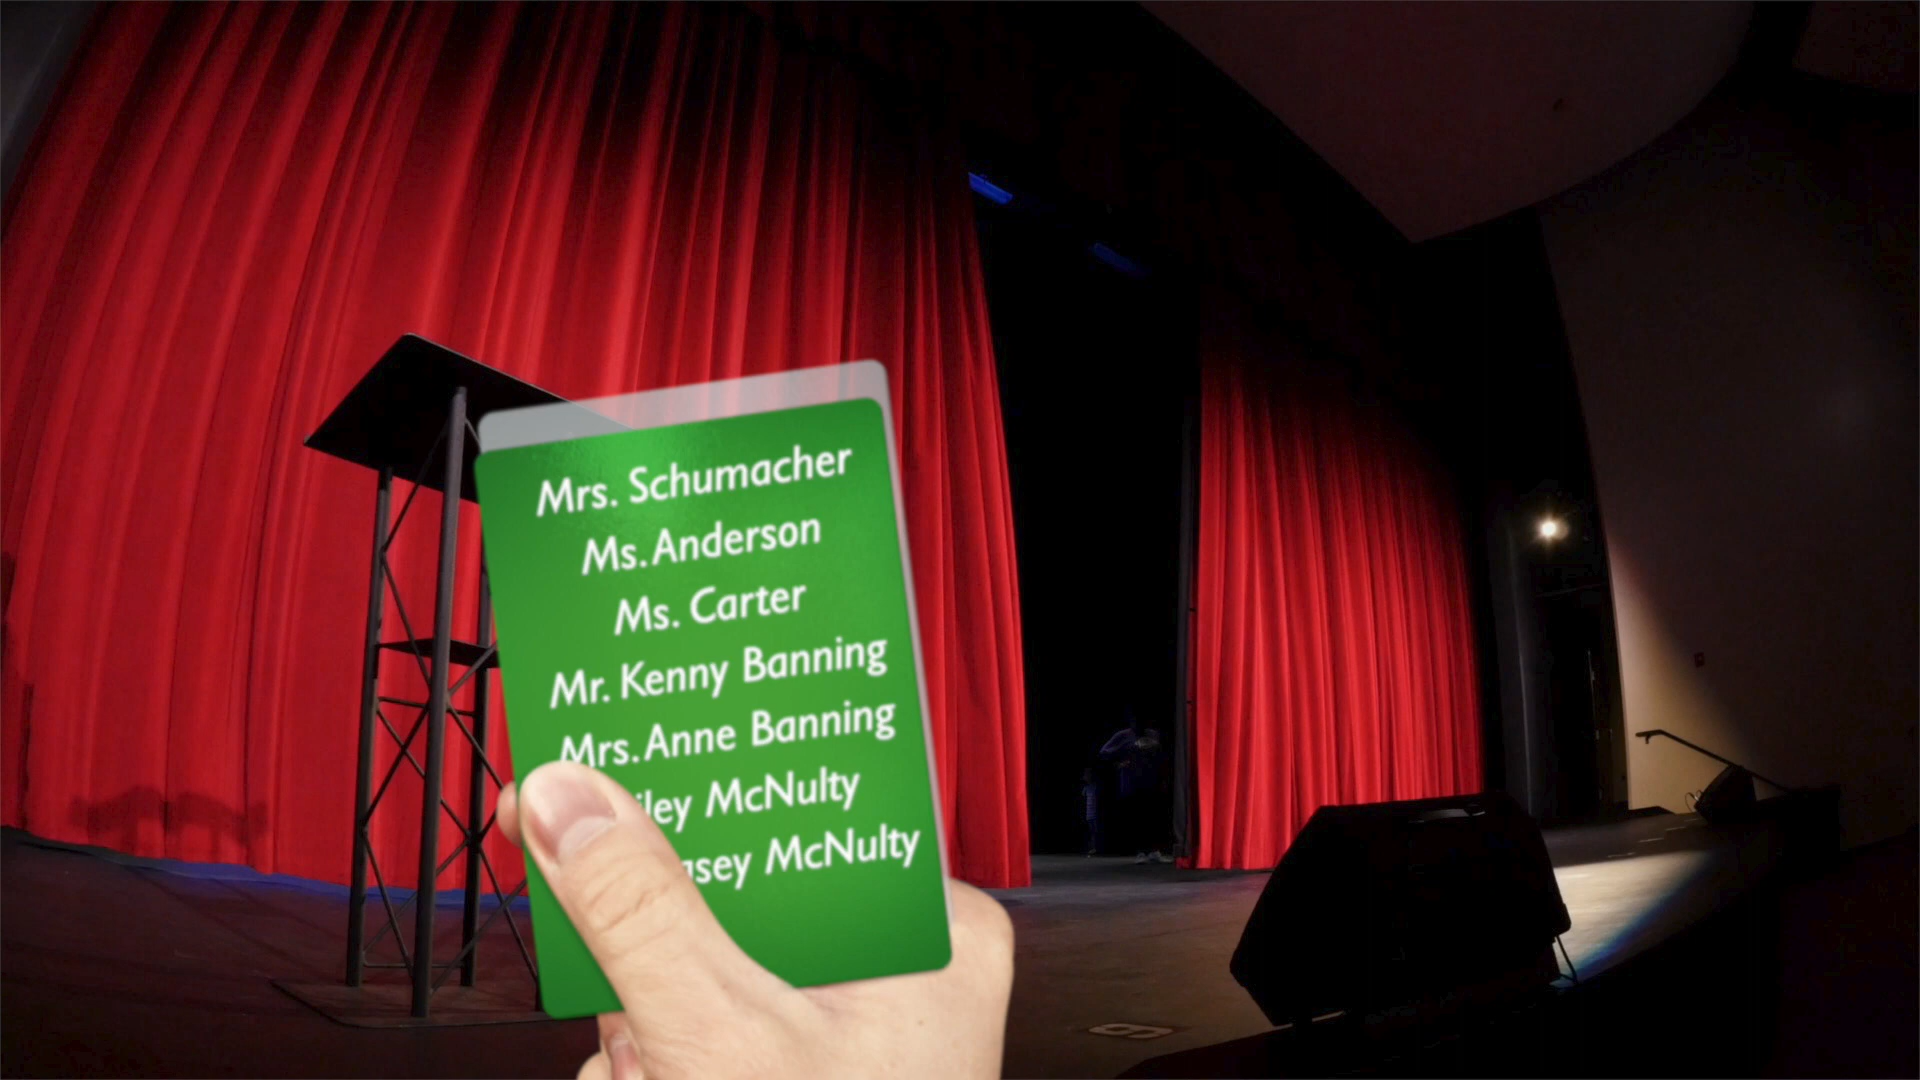 Mrs. Schumacher
Ms. Anderson
Ms. Carter
Mr. Kenny Banning
Mrs. Anne Banning
McNulty
McNulty